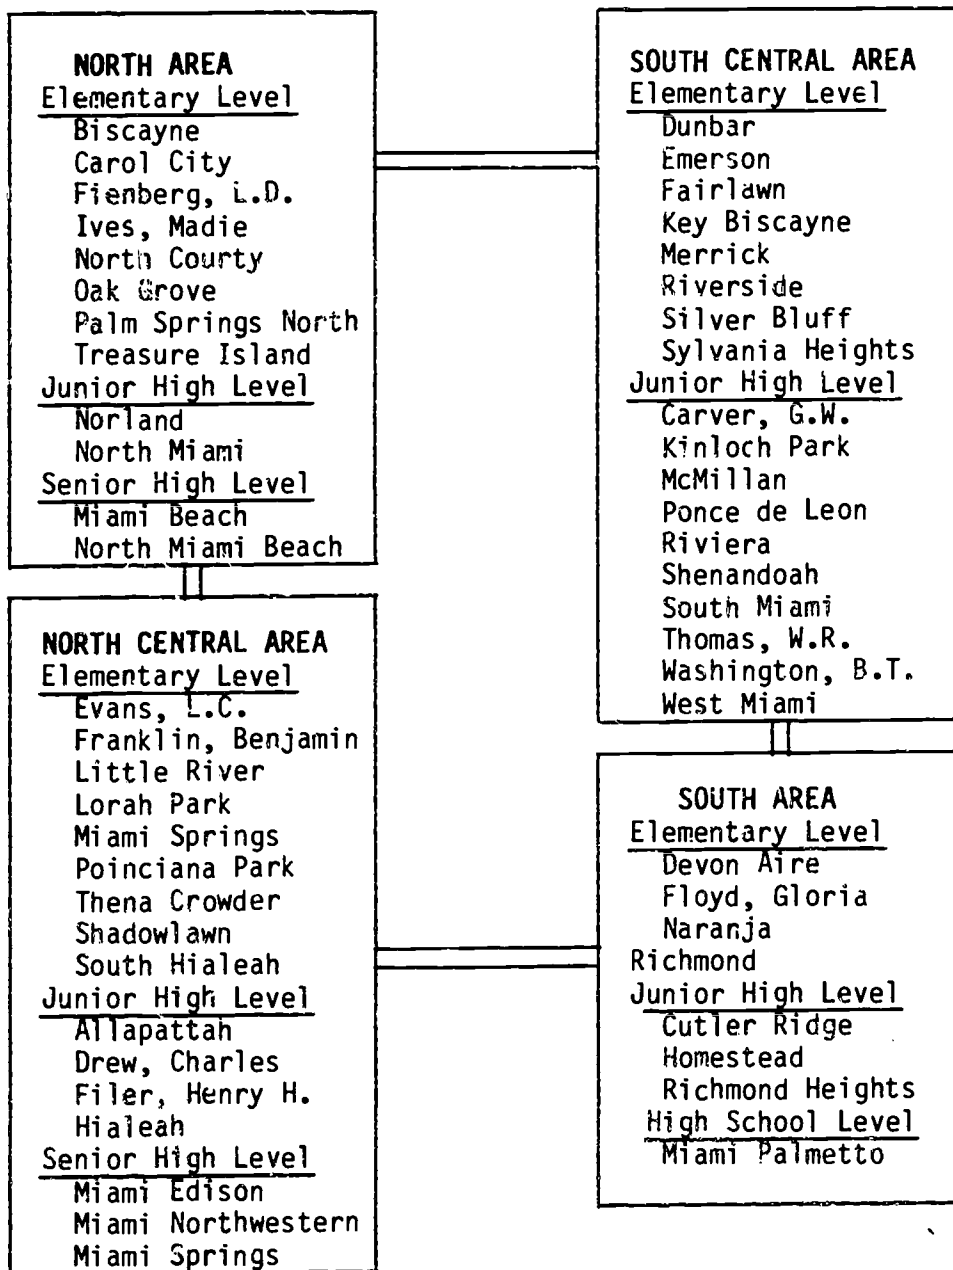 NORTH AREA
Elementary Level
Biscayne
Carol City
Fienberg, L.D.
Ives, Madie
North County
Oak Grove
Palm Springs North
Treasure Island
Junior High Level
Norland
North Miami
Senior High Level
Miami Beach
North Miami Beach
NORTH CENTRAL AREA
Elementary Level
Evans, L.C.
Franklin, Benjamin
Little River
Lorah Park
Miami Springs
Poinciana Park
Thena Crowder
Shadowlawn
South Hialeah
Junior High Level
Allapattah
Drew, Charles
Filer, Henry H.
Hialeah
Senior High Level
Miami Edison
Miami Northwestern
Miami Springs
SOUTH CENTRAL AREA
Elementary Level
Dunbar
Emerson
Fairlawn
Key Biscayne
Merrick
Riverside
Silver Bluff
Sylvania Heights
Junior High Level
Carver, G.W.
Kinloch Park
McMillan
Ponce de Leon
Riviera
Shenandoah
South Miami
Thomas, W.R.
Washington, B.T.
West Miami
SOUTH AREA
Elementary Level
Devon Aire
Floyd, Gloria
Naranja
Richmond
Junior High Level
Cutler Ridge
Homestead
Richmond Heights
High School Level
Miami Palmetto